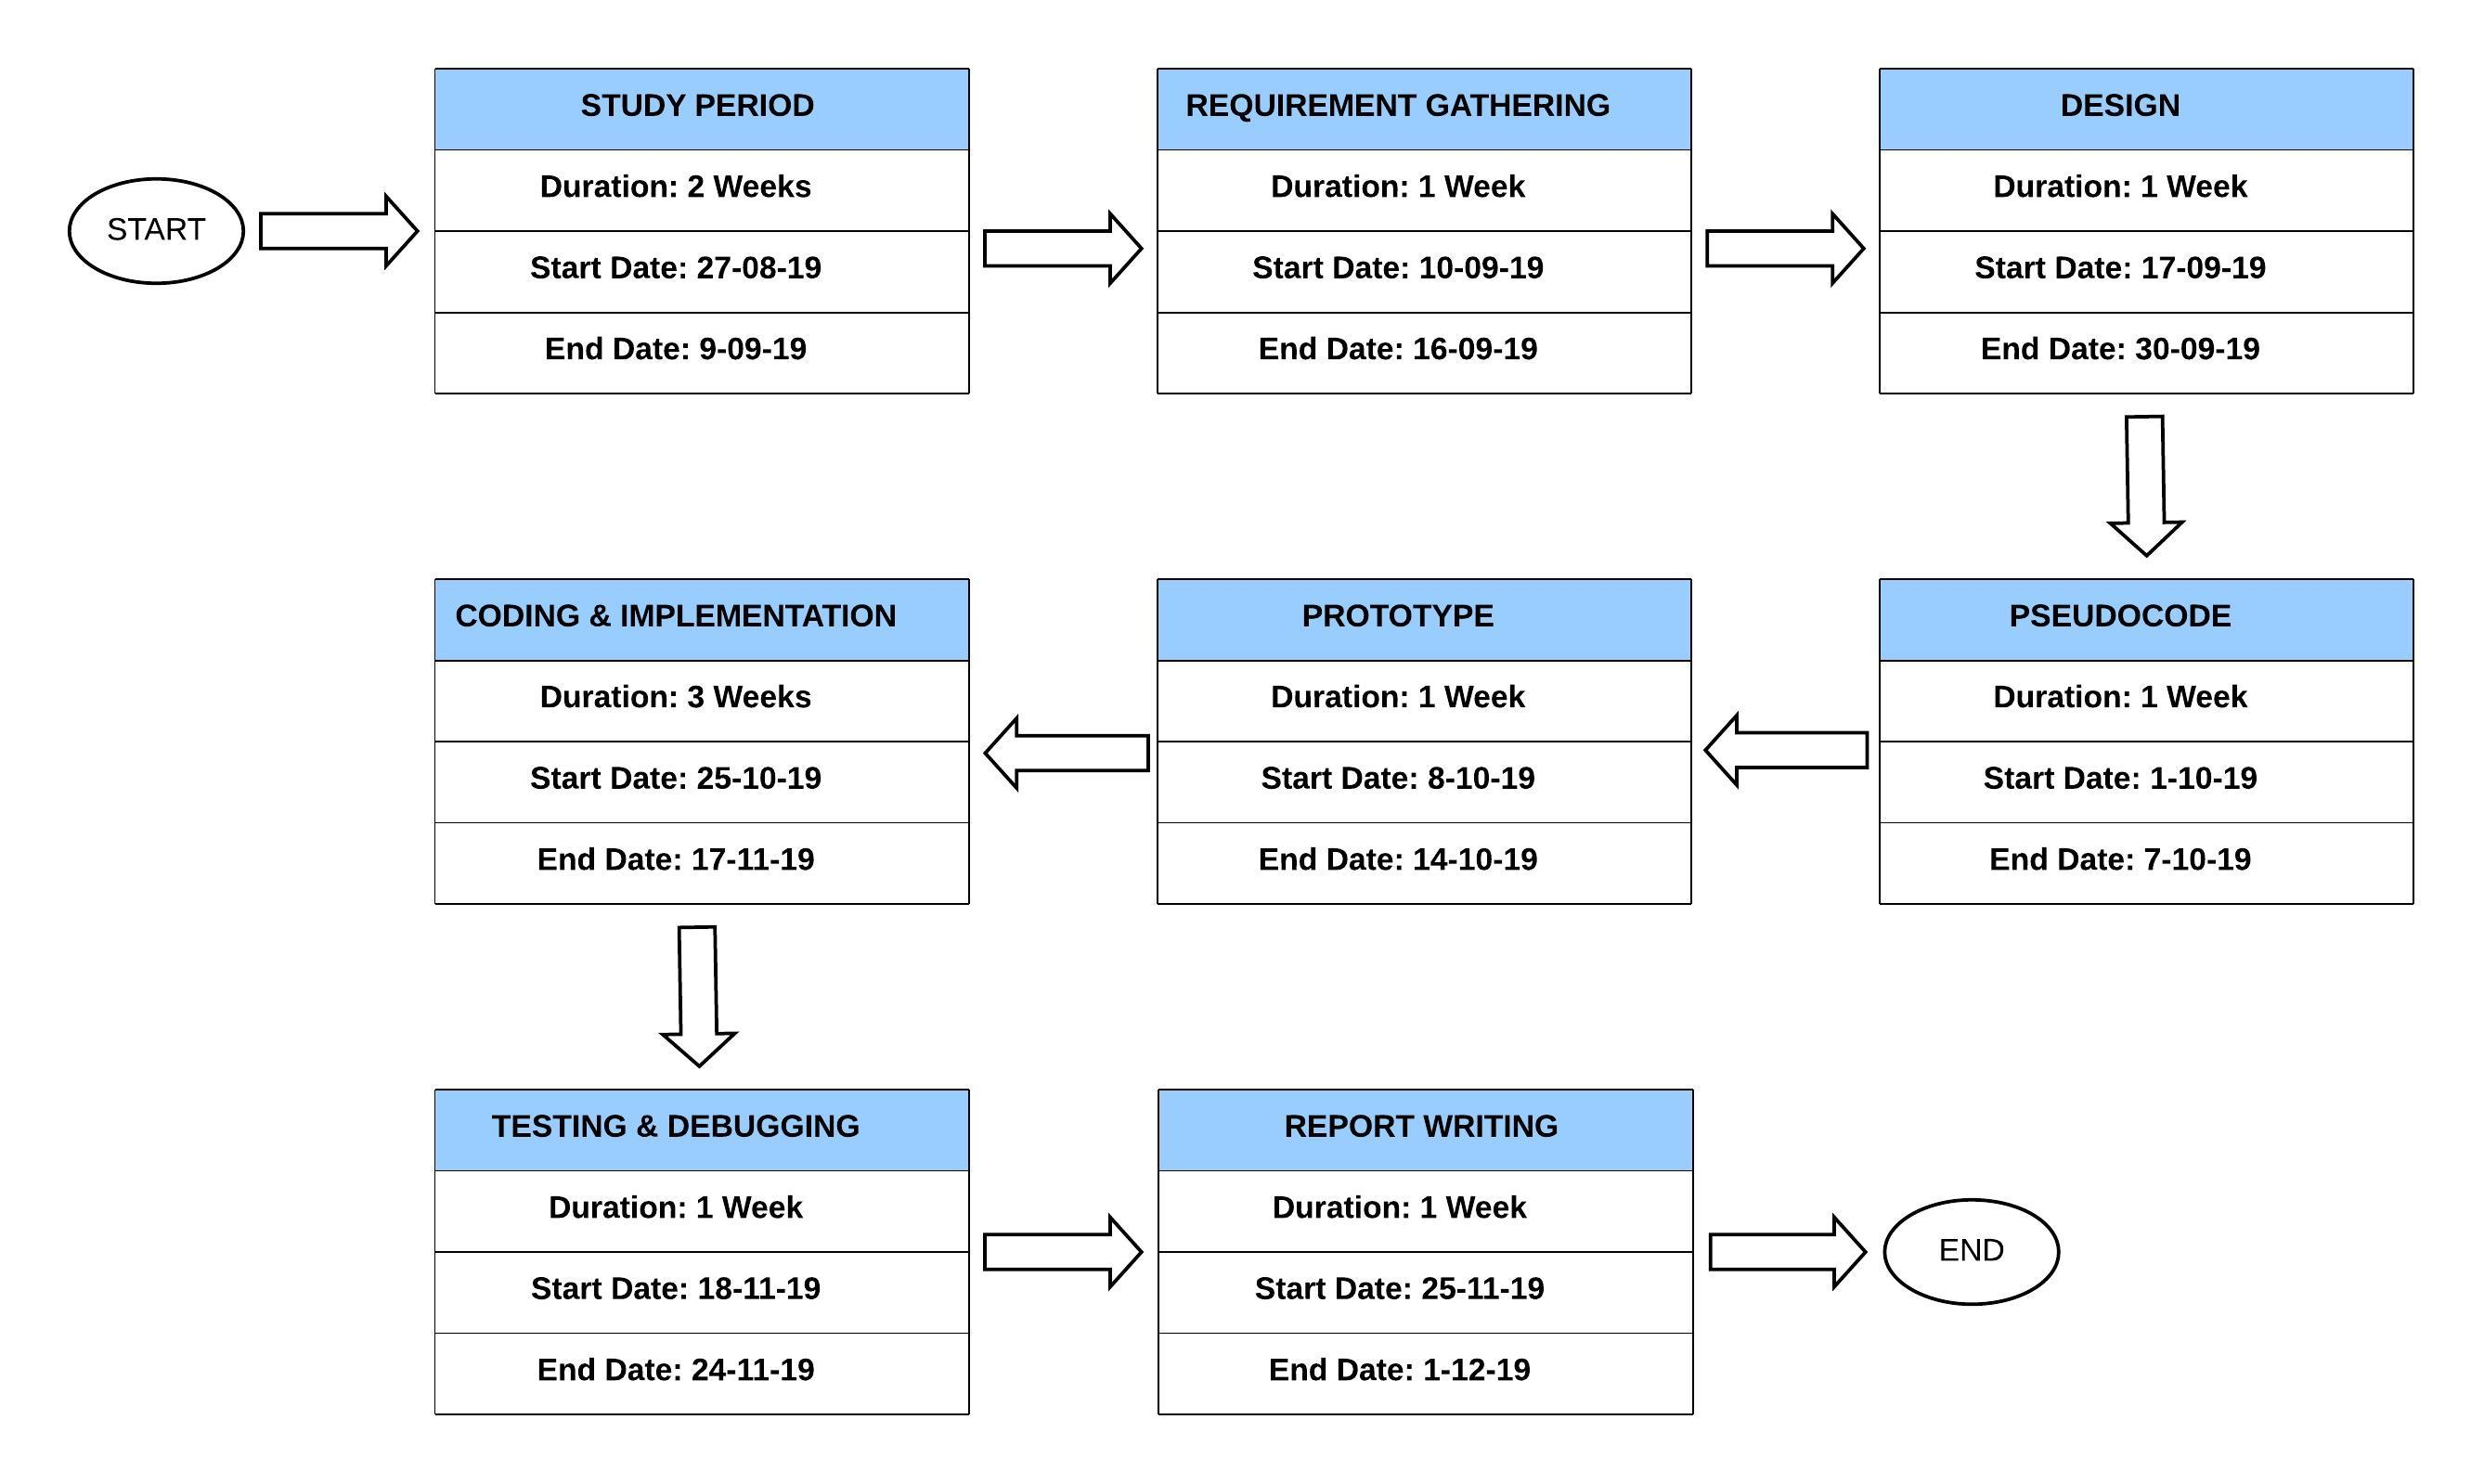 START
STUDY PERIOD
Duration: 2 Weeks
Start Date: 27-08-19
End Date: 9-09-19
REQUIREMENT GATHERING
Duration: 1 Week
Start Date: 10-09-19
End Date: 16-09-19
DESIGN
Duration: 1 Week
Start Date: 17-09-19
End Date: 30-09-19
PSEUDOCODE
Duration: 1 Week
Start Date: 1-10-19
End Date: 7-10-19
PROTOTYPE
Duration: 1 Week
Start Date: 8-10-19
End Date: 14-10-19
CODING & IMPLEMENTATION
Duration: 3 Weeks
Start Date: 25-10-19
End Date: 17-11-19
TESTING & DEBUGGING
Duration: 1 Week
Start Date: 18-11-19
End Date: 24-11-19
REPORT WRITING
Duration: 1 Week
Start Date: 25-11-19
End Date: 1-12-19
END